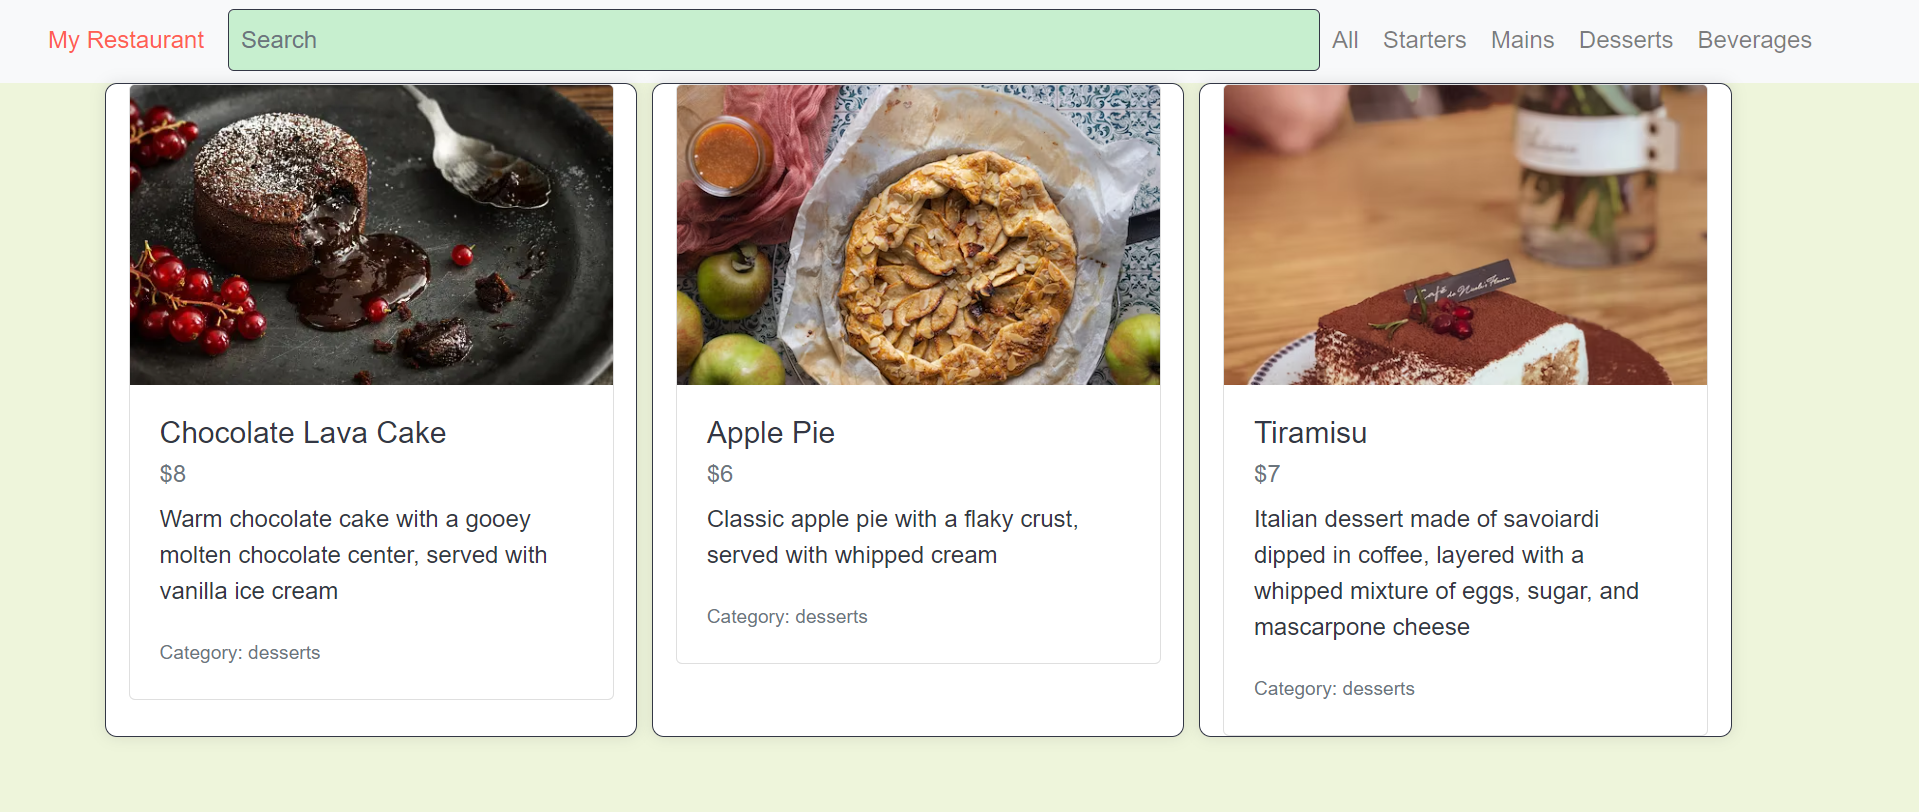 My Restaurant
Search
All Starters Mains Desserts Beverages
Chocolate Lava Cake
$8
Warm chocolate cake with a gooey
molten chocolate center, served with
vanilla ice cream
Category: desserts
Apple Pie
$6
Classic apple pie with a flaky crust,
served with whipped cream
Category: desserts
Café
Tiramisu
$7
Italian dessert made of savoiardi
dipped in coffee, layered with a
whipped mixture of eggs, sugar, and
mascarpone cheese
Category: desserts